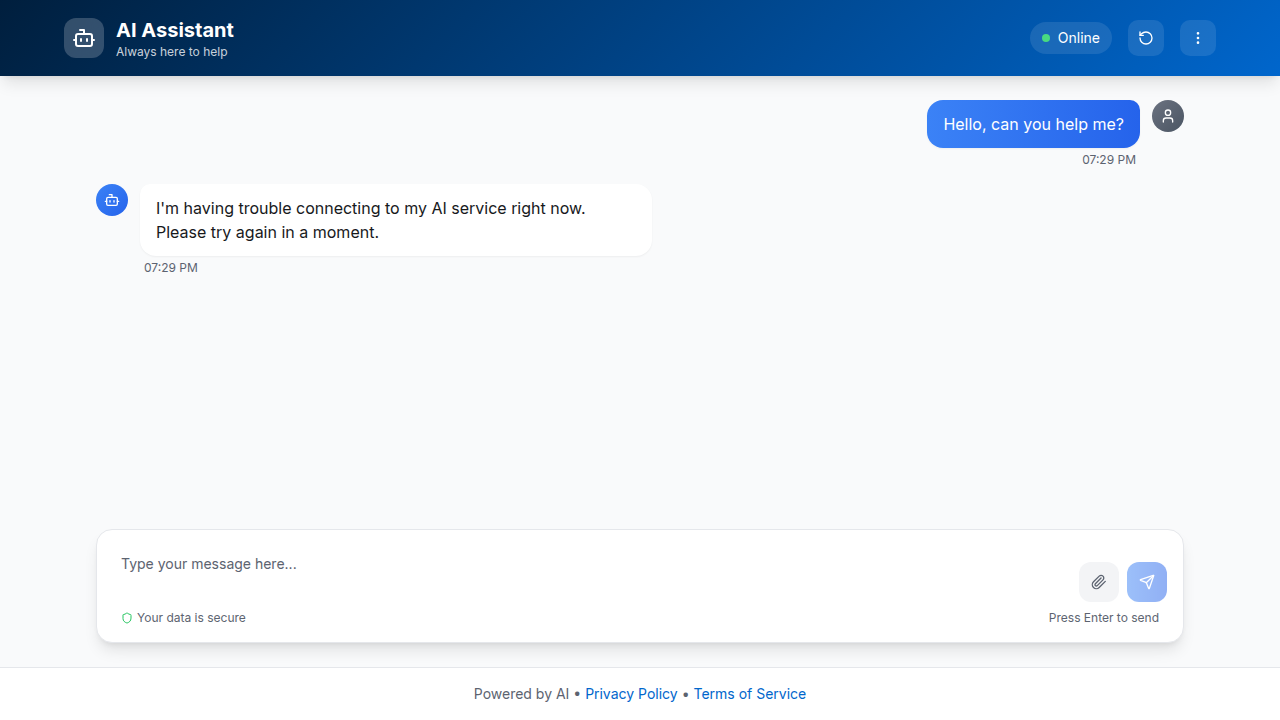 AI Assistant
Always here to help
Online
Hello, can you help me?
07:29 PM
I'm having trouble connecting to my AI service right now.
Please try again in a moment.
07:29 PM
Type your message here...
Your data is secure
Press Enter to send
Powered by AI • Privacy Policy • Terms of Service